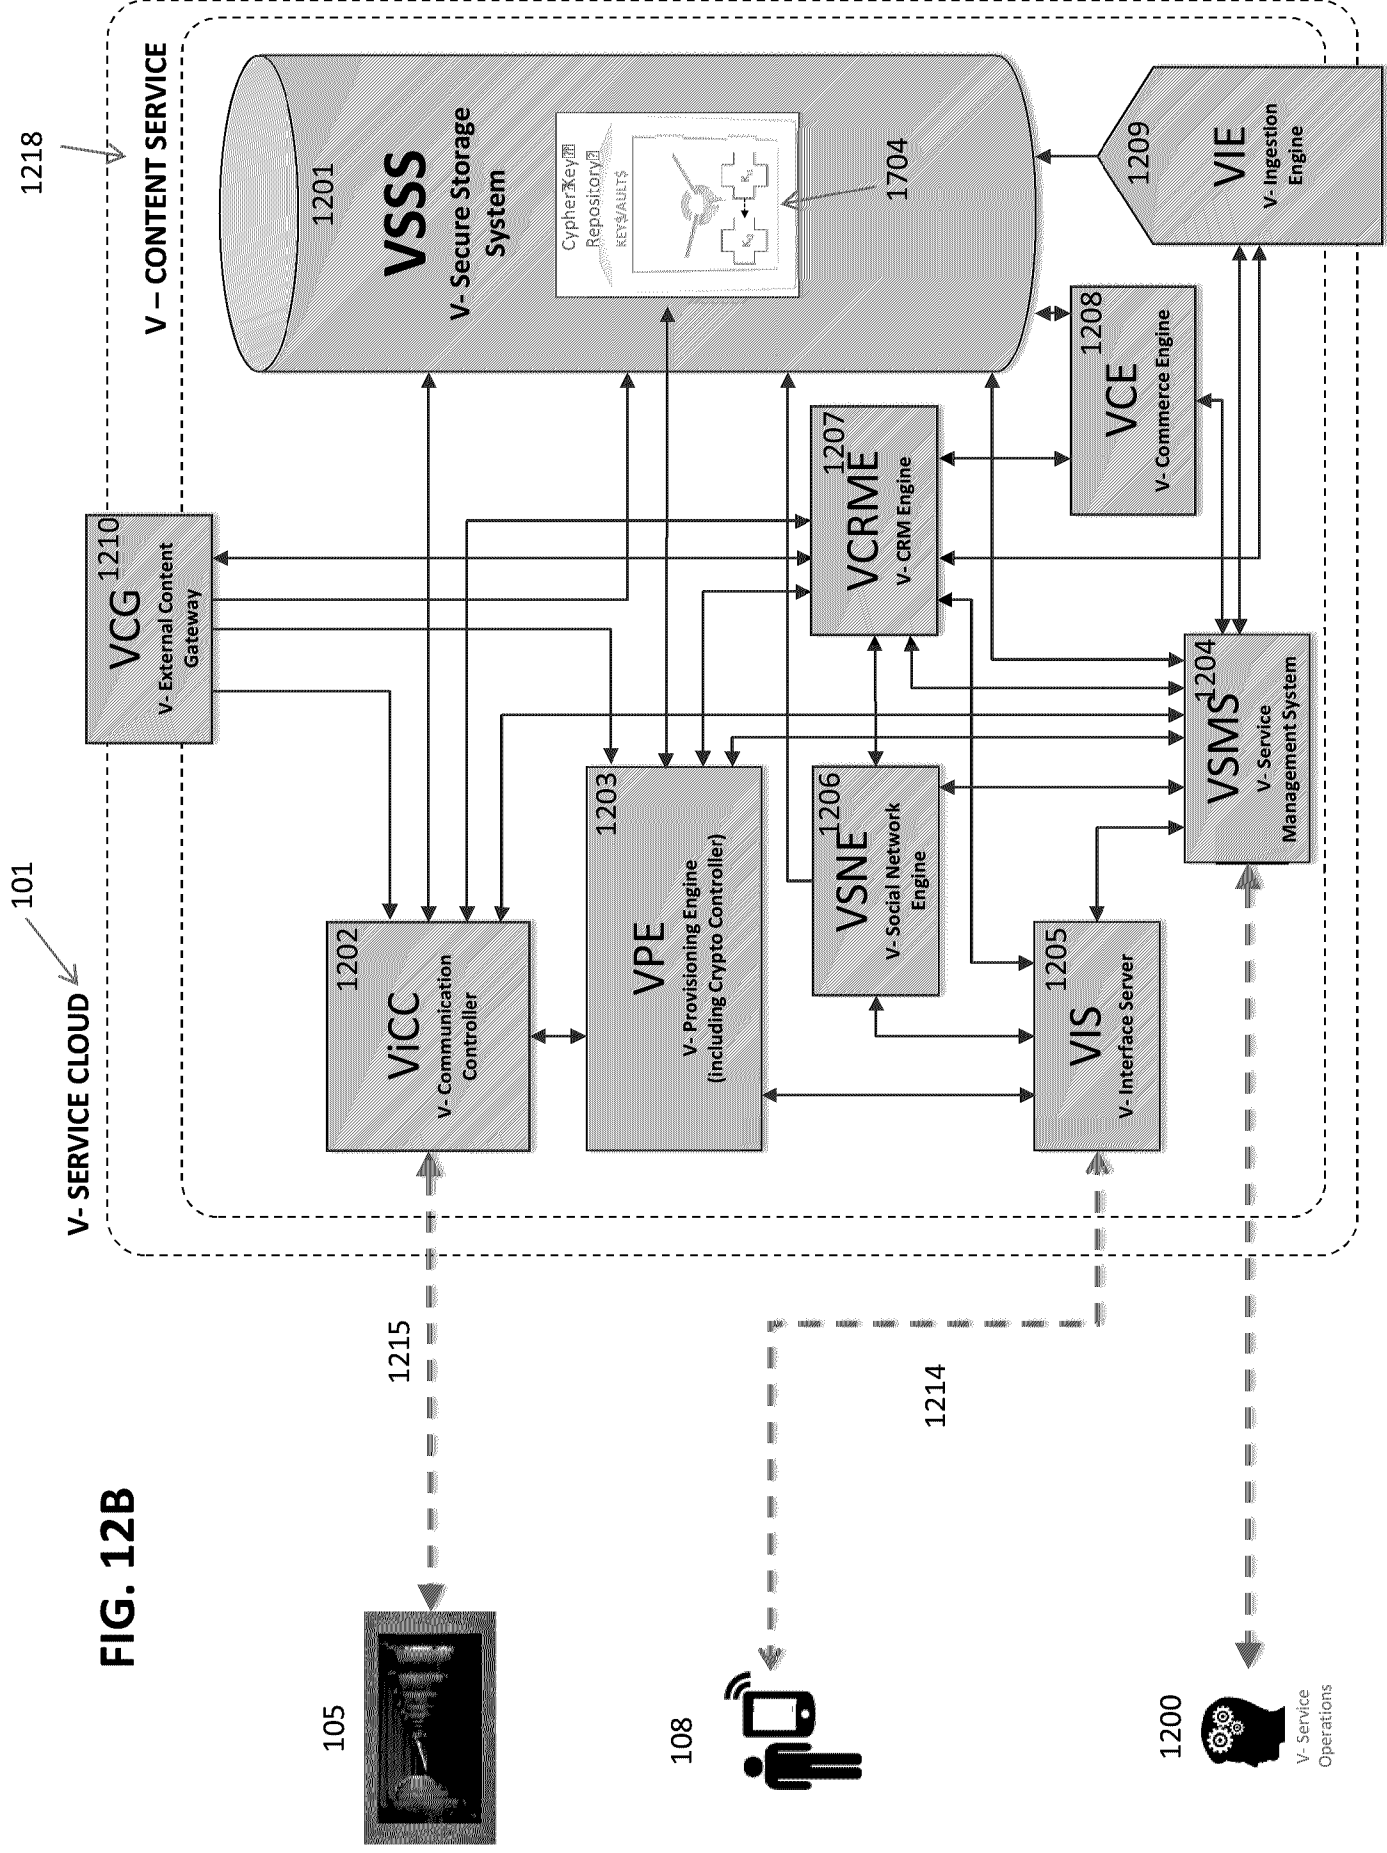 FIG. 12B
V- SERVICE CLOUD
101
1218
V – CONTENT SERVICE
105
1215
108
1214
1200
V- Service
Operations
1202
ViCC
V- Communication
Controller
1210
VCG
V- External Content
Gateway
1201
VSSS
V- Secure Storage
System
Cypher Key
Repository
1704
K₀
K₁
1203
VPE
V- Provisioning Engine
(including Crypto Controller)
1206
VSNE
V-Social Network
Engine
1207
VCRME
V- CRM Engine
1205
VIS
V- Interface Server
1204
VSMS
V- Service
Management System
1208
VCE
V- Commerce Engine
1209
VIE
V- Ingestion
Engine